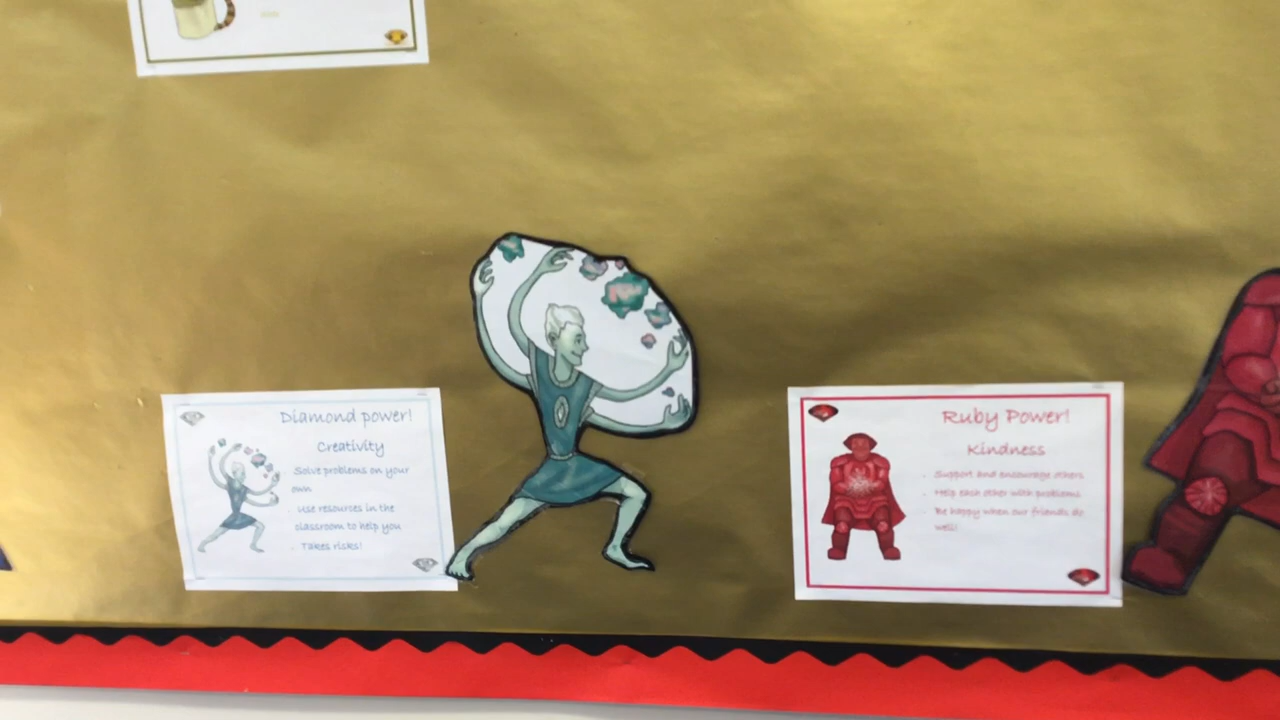 Diamond power!
Creativity
· Solve problems on your
own
· use resources in the
classroom to help you
· Takes risks!
Ruby Power!
Kindness
· Support and encourage others
· Help each other with problems
· Be happy when our friends do
well!